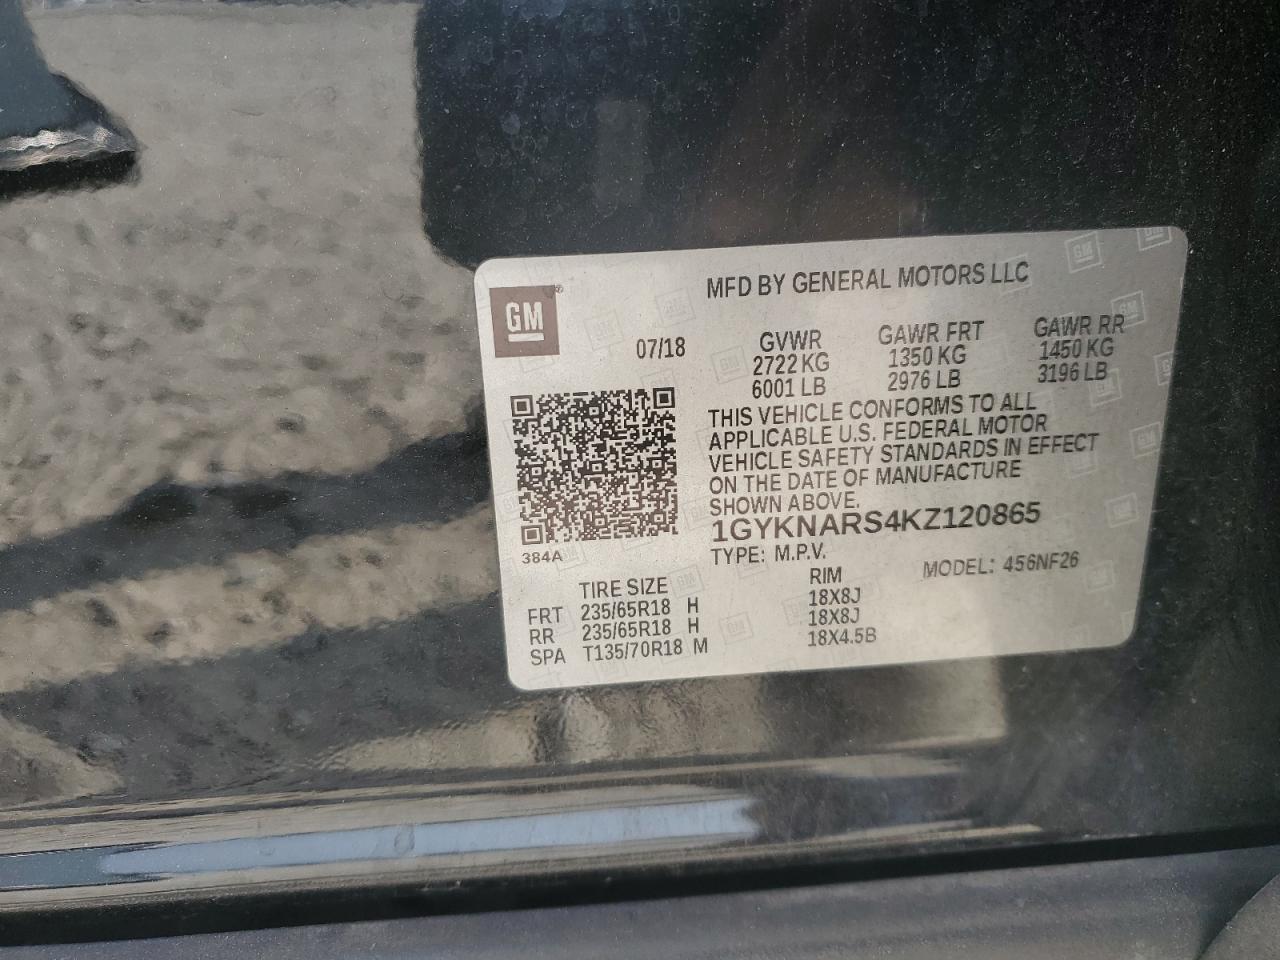 GM
MFD BY GENERAL MOTORS LLC
07/18
GVWR GAWR FRT GAWR RR
2722 KG 1350 KG 1450 KG
6001 LB 2976 LB 3196 LB
THIS VEHICLE CONFORMS TO ALL
APPLICABLE U.S. FEDERAL MOTOR
VEHICLE SAFETY STANDARDS IN EFFECT
ON THE DATE OF MANUFACTURE
SHOWN ABOVE.
1GYKNARS4KZ120865
384A
TYPE: M.P.V. MODEL: 456NF26
TIRE SIZE RIM
FRT 235/65R18 H 18X8J
RR 235/65R18 H 18X8J
SPA T135/70R18 M 18X4.5B